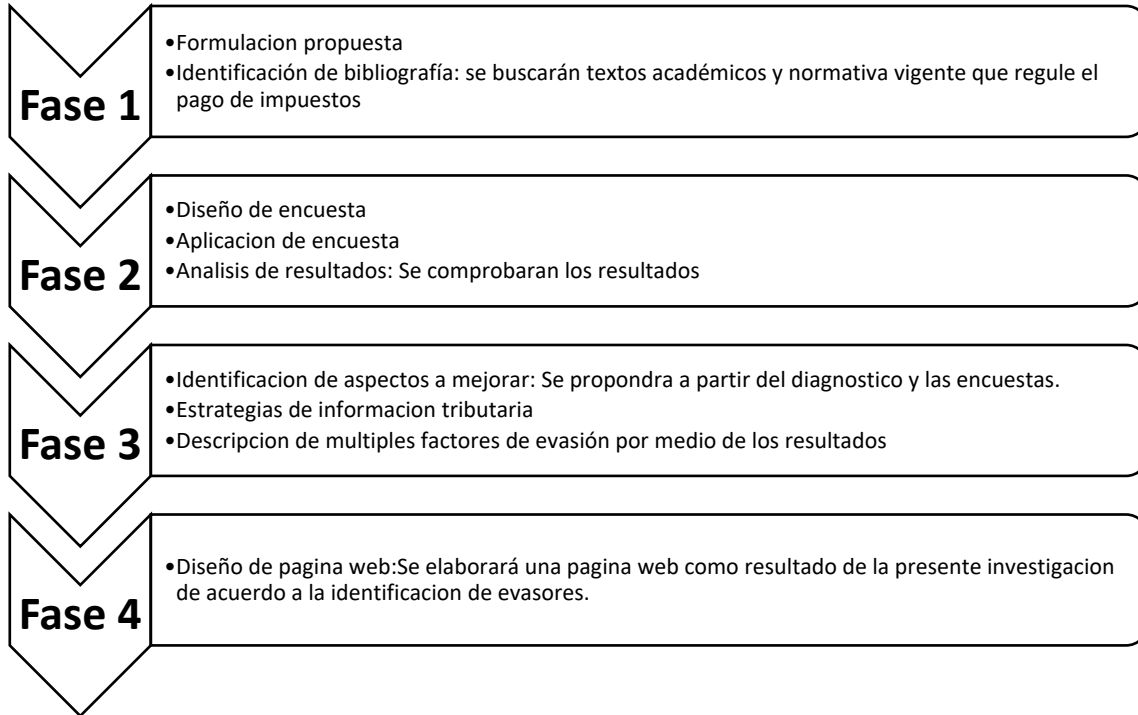 Fase 1
•Formulacion propuesta
•Identificación de bibliografía: se buscarán textos académicos y normativa vigente que regule el
pago de impuestos
Fase 2
•Diseño de encuesta
•Aplicacion de encuesta
•Analisis de resultados: Se comprobaran los resultados
Fase 3
•Identificacion de aspectos a mejorar: Se propondra a partir del diagnostico y las encuestas.
•Estrategias de informacion tributaria
•Descripcion de multiples factores de evasión por medio de los resultados
Fase 4
•Diseño de pagina web:Se elaborará una pagina web como resultado de la presente investigacion
de acuerdo a la identificacion de evasores.